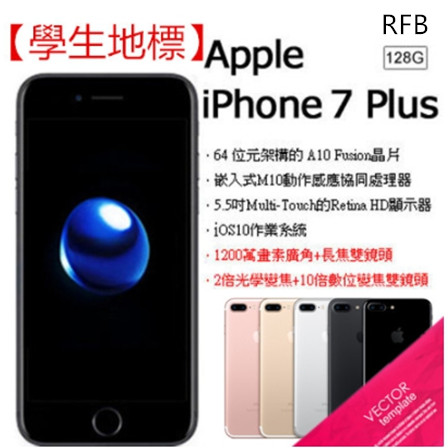 RFB
【學生地標】
Apple
128G
iPhone 7 Plus
· 64 位元架構的 A10 Fusion晶片
· 嵌入式M10動作感應協同處理器
· 5.5吋Multi-Touch的Retina HD顯示器
· iOS10作業系統
· 1200萬畫素廣角+長焦雙鏡頭
· 2倍光學變焦+10倍數位變焦雙鏡頭
VECTOR
template